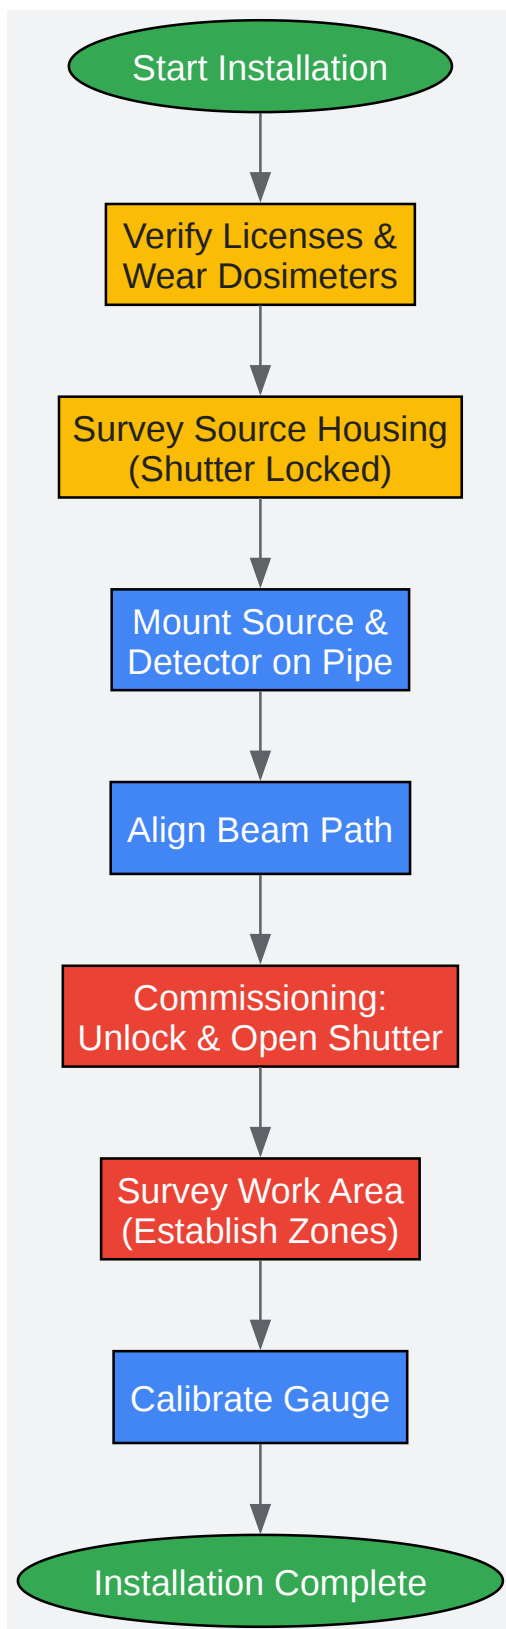 Start Installation
Verify Licenses &
Wear Dosimeters
Survey Source Housing
(Shutter Locked)
Mount Source &
Detector on Pipe
Align Beam Path
Commissioning:
Unlock & Open Shutter
Survey Work Area
(Establish Zones)
Calibrate Gauge
Installation Complete